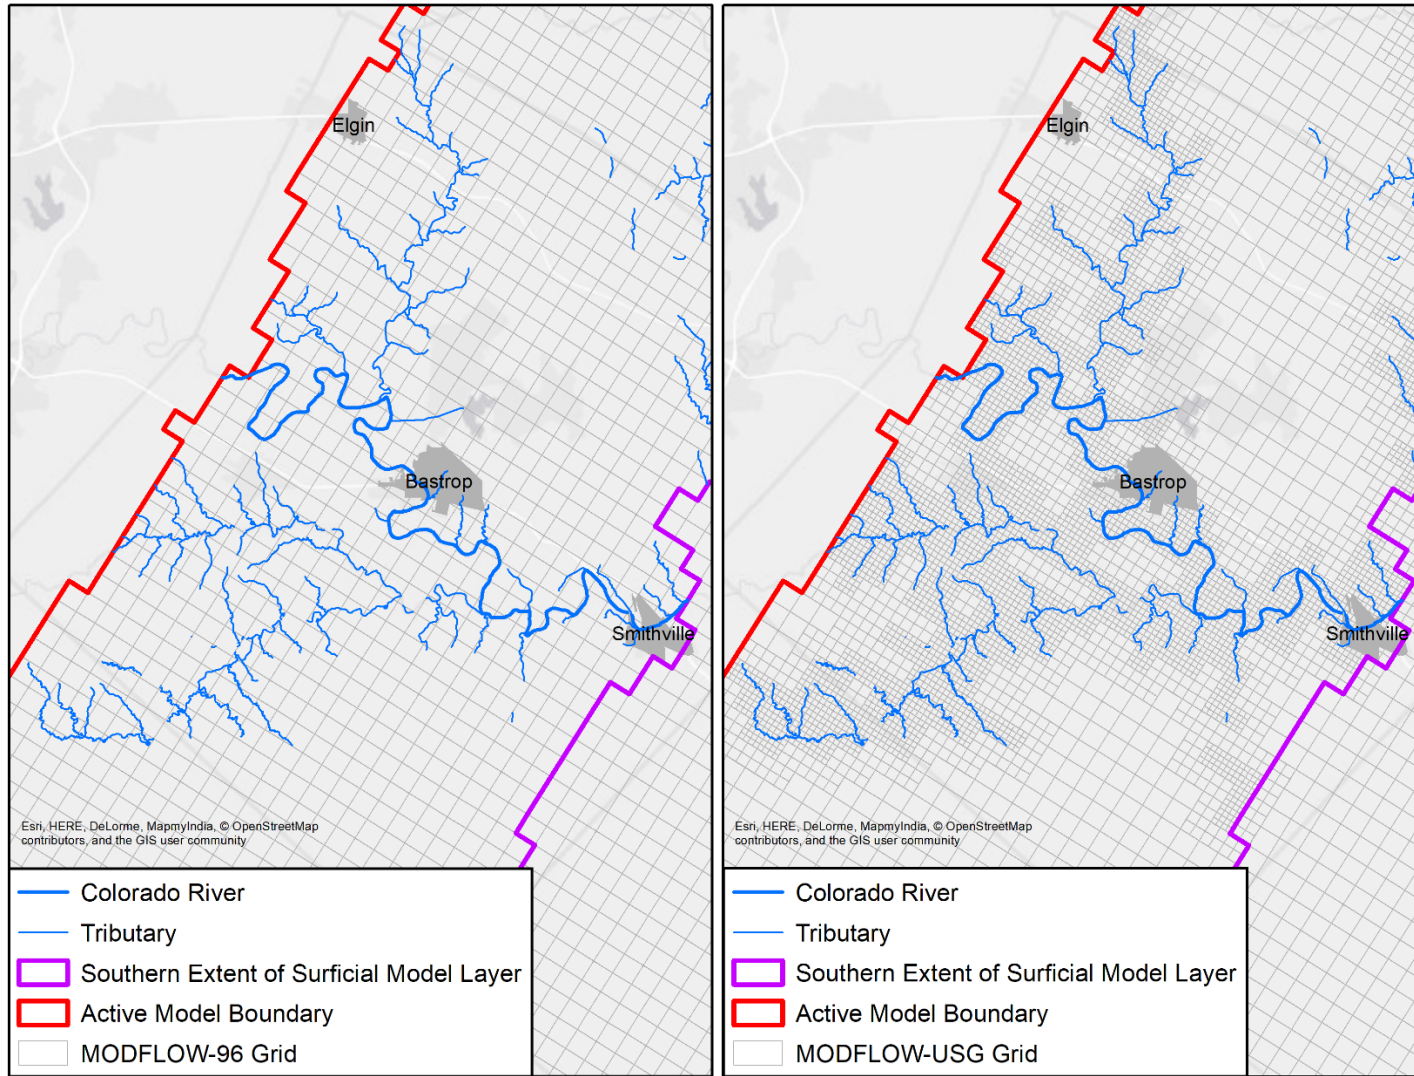 Elgin
Bastrop
Smithville
Esri, HERE, DeLorme, MapmyIndia, © OpenStreetMap
contributors, and the GIS user community
Colorado River
Tributary
Southern Extent of Surficial Model Layer
Active Model Boundary
MODFLOW-96 Grid
Elgin
Bastrop
Smithville
Esri, HERE, DeLorme, MapmyIndia, © OpenStreetMap
contributors, and the GIS user community
Colorado River
Tributary
Southern Extent of Surficial Model Layer
Active Model Boundary
MODFLOW-USG Grid